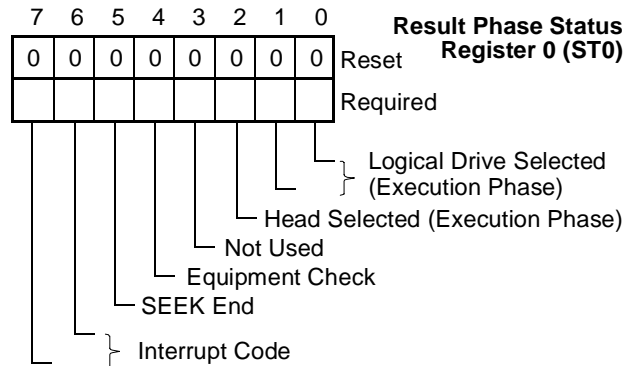 7 6 5 4 3 2 1 0
Result Phase Status
Register 0 (ST0)
0 0 0 0 0 0 0 0 Reset
Required
Logical Drive Selected
(Execution Phase)
Head Selected (Execution Phase)
Not Used
Equipment Check
SEEK End
Interrupt Code